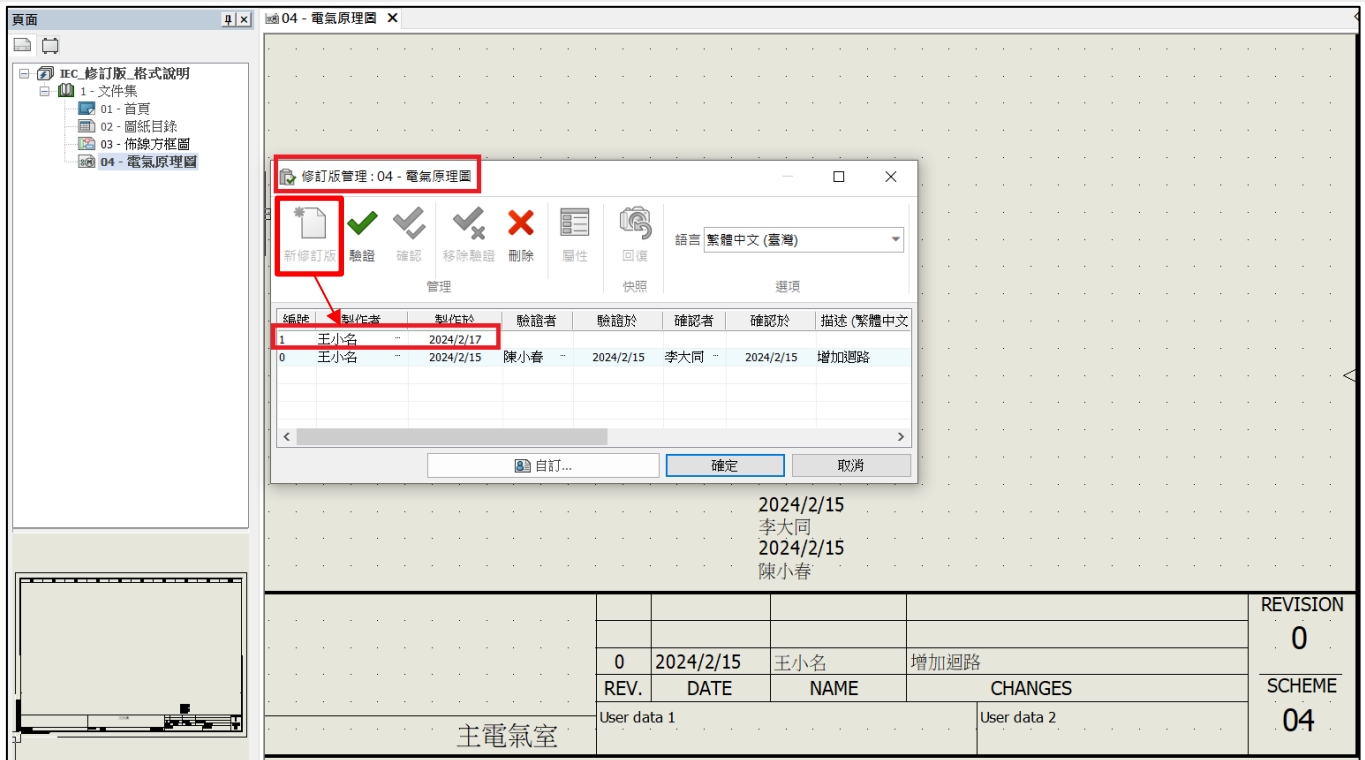 頁面
04 - 電氣原理圖
IEC_修訂版_格式說明
1 - 文件集
01 - 首頁
02 - 圖紙目錄
03 - 佈線方框圖
04 - 電氣原理圖
修訂版管理 : 04 - 電氣原理圖
新修訂版 驗證 確認 移除驗證 刪除 屬性 回復
語言 繁體中文 (臺灣)
管理 快照 選項
編號 製作者 製作於 驗證者 驗證於 確認者 確認於 描述 (繁體中文
1 王小名 2024/2/17
0 王小名 2024/2/15 陳小春 2024/2/15 李大同 2024/2/15 增加迴路
自訂... 確定 取消
2024/2/15
李大同
2024/2/15
陳小春
REVISION
0
0 2024/2/15 王小名 增加迴路
REV. DATE NAME CHANGES
SCHEME
04
User data 1 User data 2
主電氣室